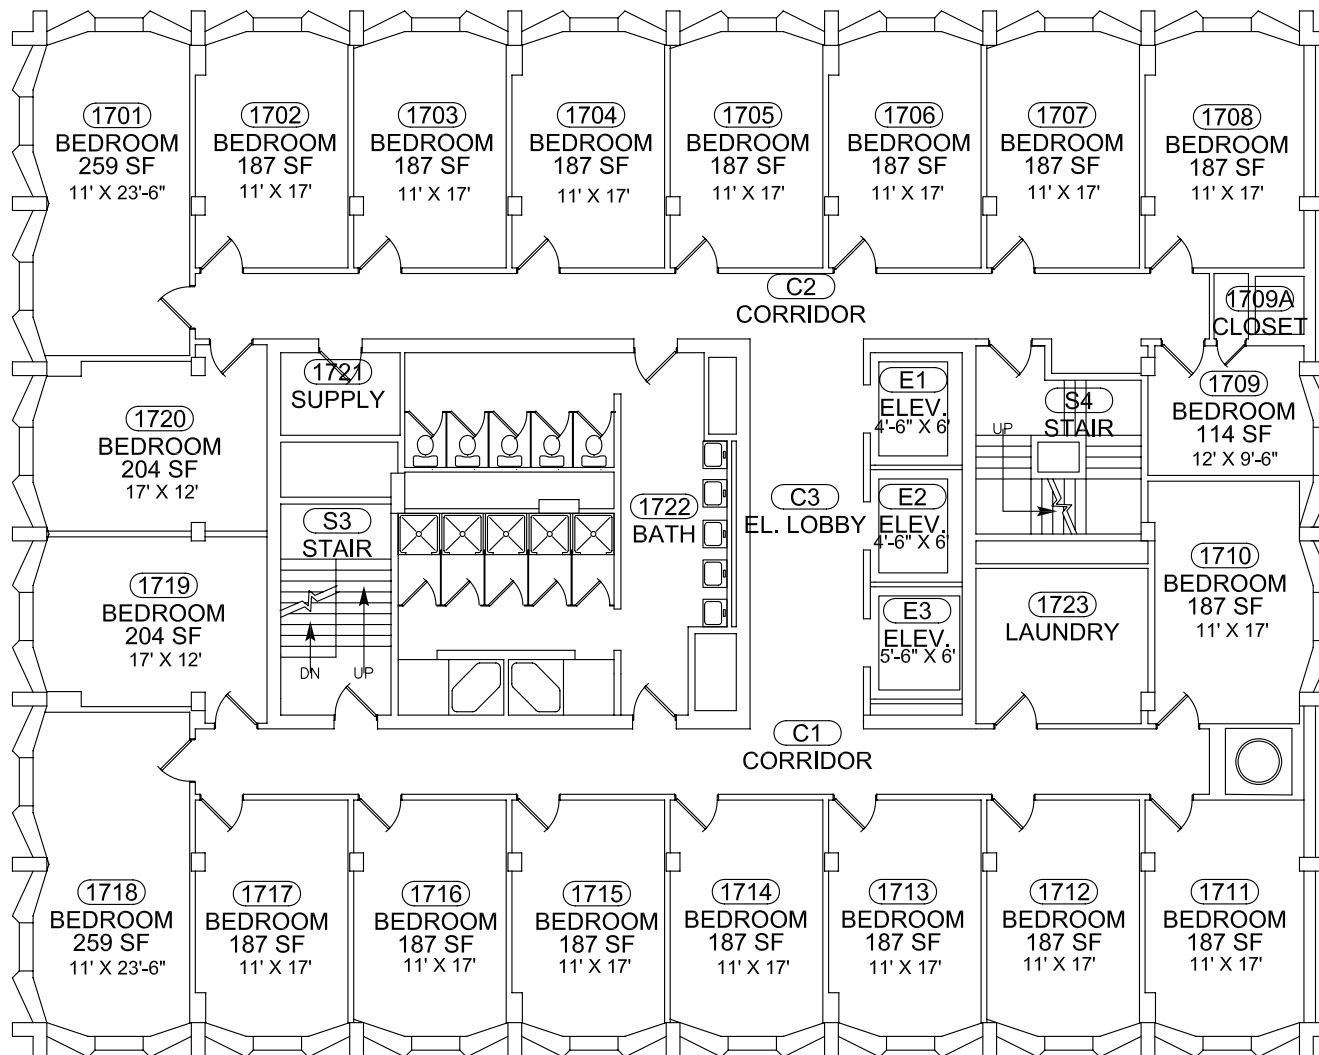 1701
BEDROOM
259 SF
11' X 23'-6"
1702
BEDROOM
187 SF
11' X 17'
1703
BEDROOM
187 SF
11' X 17'
1704
BEDROOM
187 SF
11' X 17'
1705
BEDROOM
187 SF
11' X 17'
1706
BEDROOM
187 SF
11' X 17'
1707
BEDROOM
187 SF
11' X 17'
1708
BEDROOM
187 SF
11' X 17'
C2
CORRIDOR
1709A
CLOSET
1720
BEDROOM
204 SF
17' X 12'
1721
SUPPLY
E1
ELEV.
4'-6" X 6'
S4
STAIR
UP
1709
BEDROOM
114 SF
12' X 9'-6"
S3
STAIR
DN
UP
1722
BATH
C3
EL. LOBBY
E2
ELEV.
4'-6" X 6'
1719
BEDROOM
204 SF
17' X 12'
E3
ELEV.
5'-6" X 6'
1723
LAUNDRY
1710
BEDROOM
187 SF
11' X 17'
C1
CORRIDOR
1718
BEDROOM
259 SF
11' X 23'-6"
1717
BEDROOM
187 SF
11' X 17'
1716
BEDROOM
187 SF
11' X 17'
1715
BEDROOM
187 SF
11' X 17'
1714
BEDROOM
187 SF
11' X 17'
1713
BEDROOM
187 SF
11' X 17'
1712
BEDROOM
187 SF
11' X 17'
1711
BEDROOM
187 SF
11' X 17'